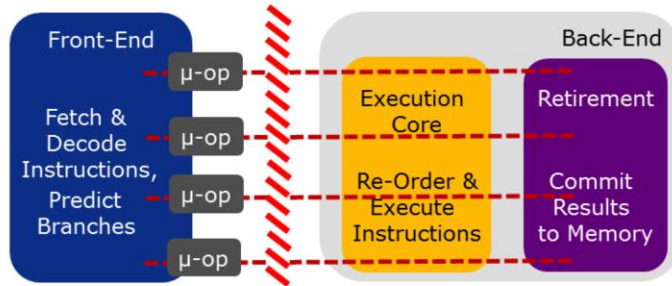 Front-End
Fetch &
Decode
Instructions,
Predict
Branches
μ-op
μ-op
μ-op
μ-op
Back-End
Execution
Core
Re-Order &
Execute
Instructions
Retirement
Commit
Results
to Memory